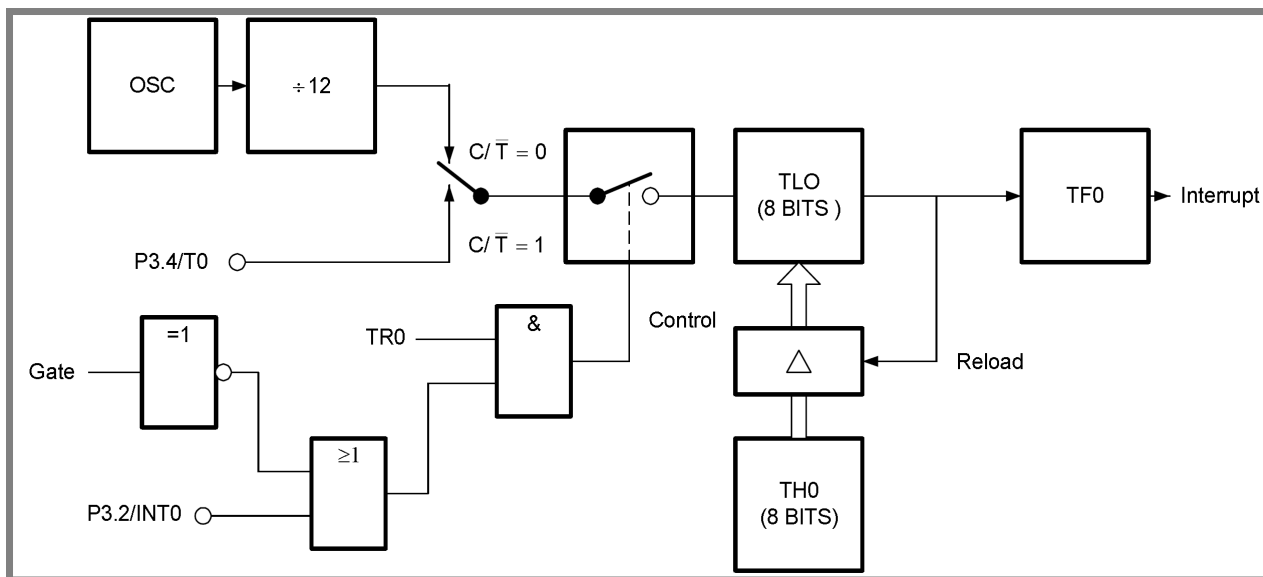 OSC
÷12
C/T̅ = 0
C/T̅ = 1
P3.4/T0
TLO
(8 BITS )
TF0
Interrupt
=1
Gate
TR0
&
Control
△
Reload
≥1
P3.2/INT0
TH0
(8 BITS)